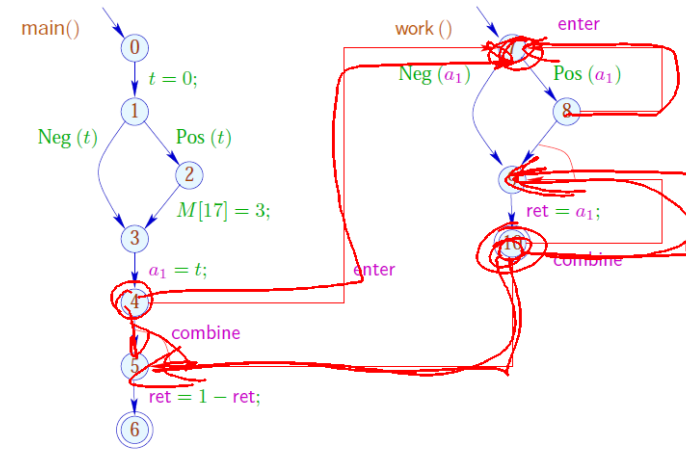 main()
work ()
enter
0
t = 0;
Neg (a₁)
Pos (a₁)
1
8
Neg (t)
Pos (t)
2
M[17] = 3;
ret = a₁;
3
10
a₁ = t;
enter
combine
4
combine
5
ret = 1 − ret;
6